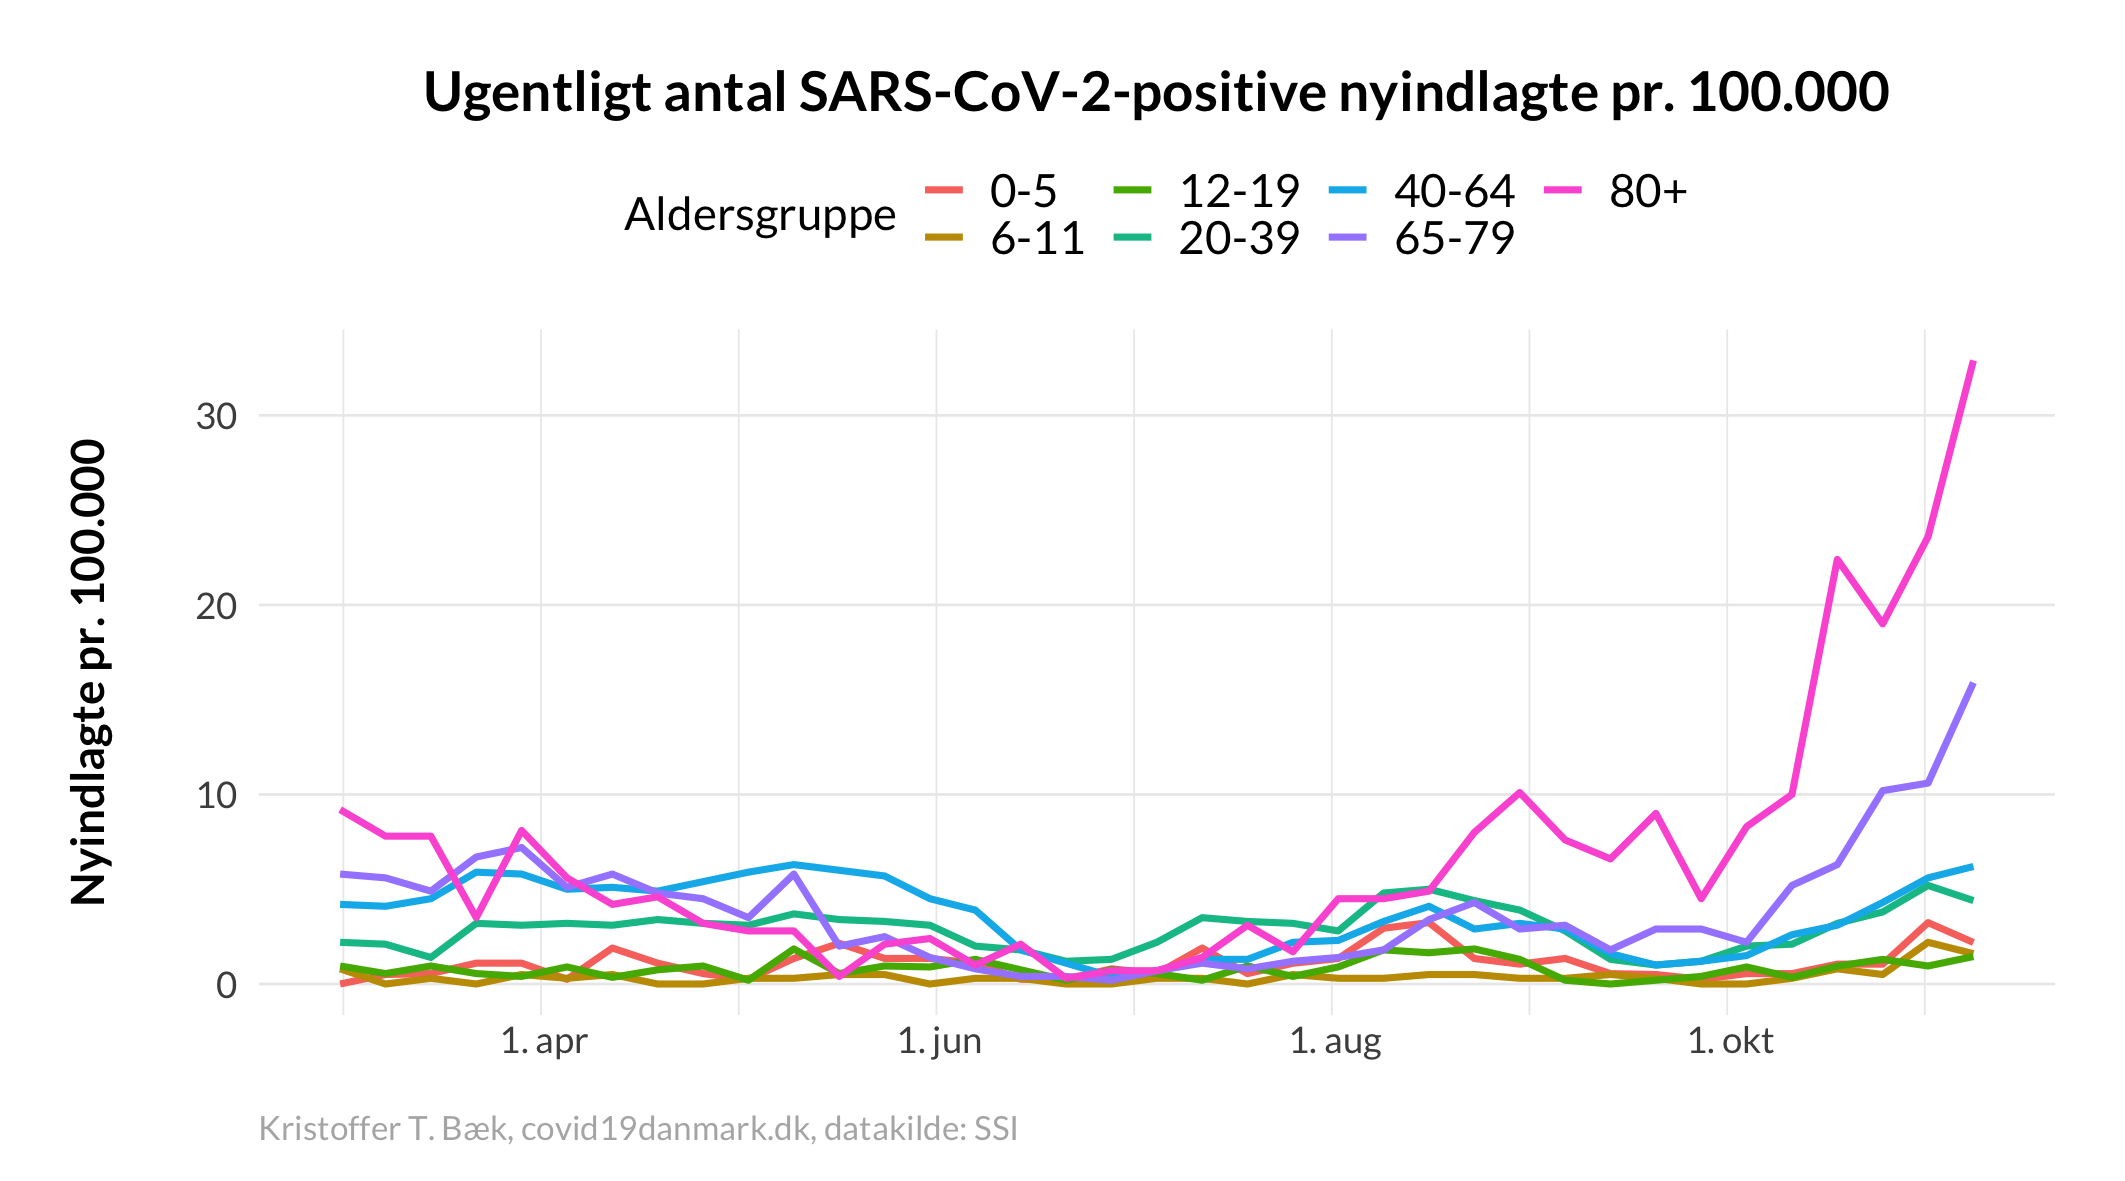 Ugentligt antal SARS-CoV-2-positive nyindlagte pr. 100.000
Aldersgruppe
0-5
12-19
40-64
80+
6-11
20-39
65-79
Nyindlagte pr. 100.000
30
20
10
0
1. apr
1. jun
1. aug
1. okt
Kristoffer T. Bæk, covid19danmark.dk, datakilde: SSI